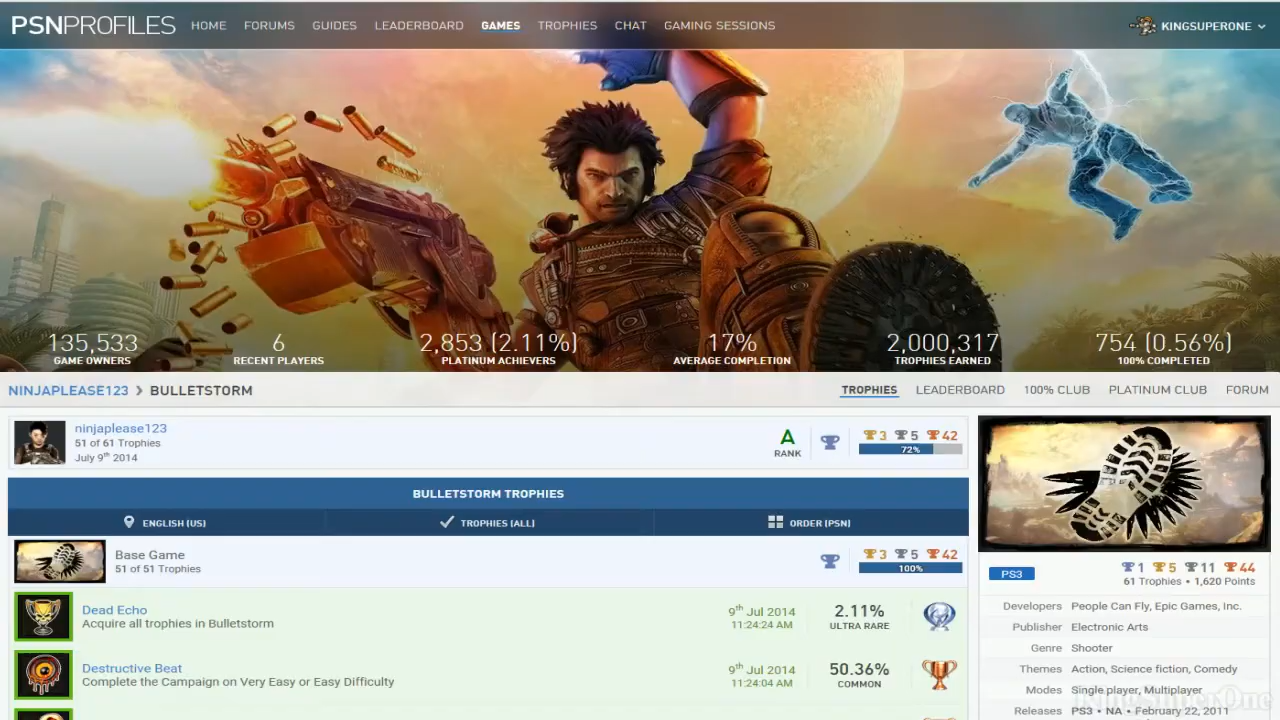 PSNPROFILES HOME FORUMS GUIDES LEADERBOARD GAMES TROPHIES CHAT GAMING SESSIONS KINGSUPERONE
135,533 6 2,853 (2.11%) 17% 2,000,317 754 (0.56%)
GAME OWNERS RECENT PLAYERS PLATINUM ACHIEVERS AVERAGE COMPLETION TROPHIES EARNED 100% COMPLETED
NINJAPLEASE123 > BULLETSTORM TROPHIES LEADERBOARD 100% CLUB PLATINUM CLUB FORUM
ninjaplease123
51 of 61 Trophies
July 9th 2014
A
RANK
3 5 42
72%
BULLETSTORM TROPHIES
ENGLISH (US) TROPHIES (ALL) ORDER (PSN)
Base Game
51 of 51 Trophies
3 5 42
100%
Dead Echo
Acquire all trophies in Bulletstorm
9th Jul 2014
11:24:24 AM
2.11%
ULTRA RARE
Destructive Beat
Complete the Campaign on Very Easy or Easy Difficulty
9th Jul 2014
11:24:04 AM
50.36%
COMMON
PS3
1 5 11 44
61 Trophies • 1,620 Points
Developers People Can Fly, Epic Games, Inc.
Publisher Electronic Arts
Genre Shooter
Themes Action, Science fiction, Comedy
Modes Single player, Multiplayer
Releases PS3 • NA • February 22, 2011
KingSuperOne